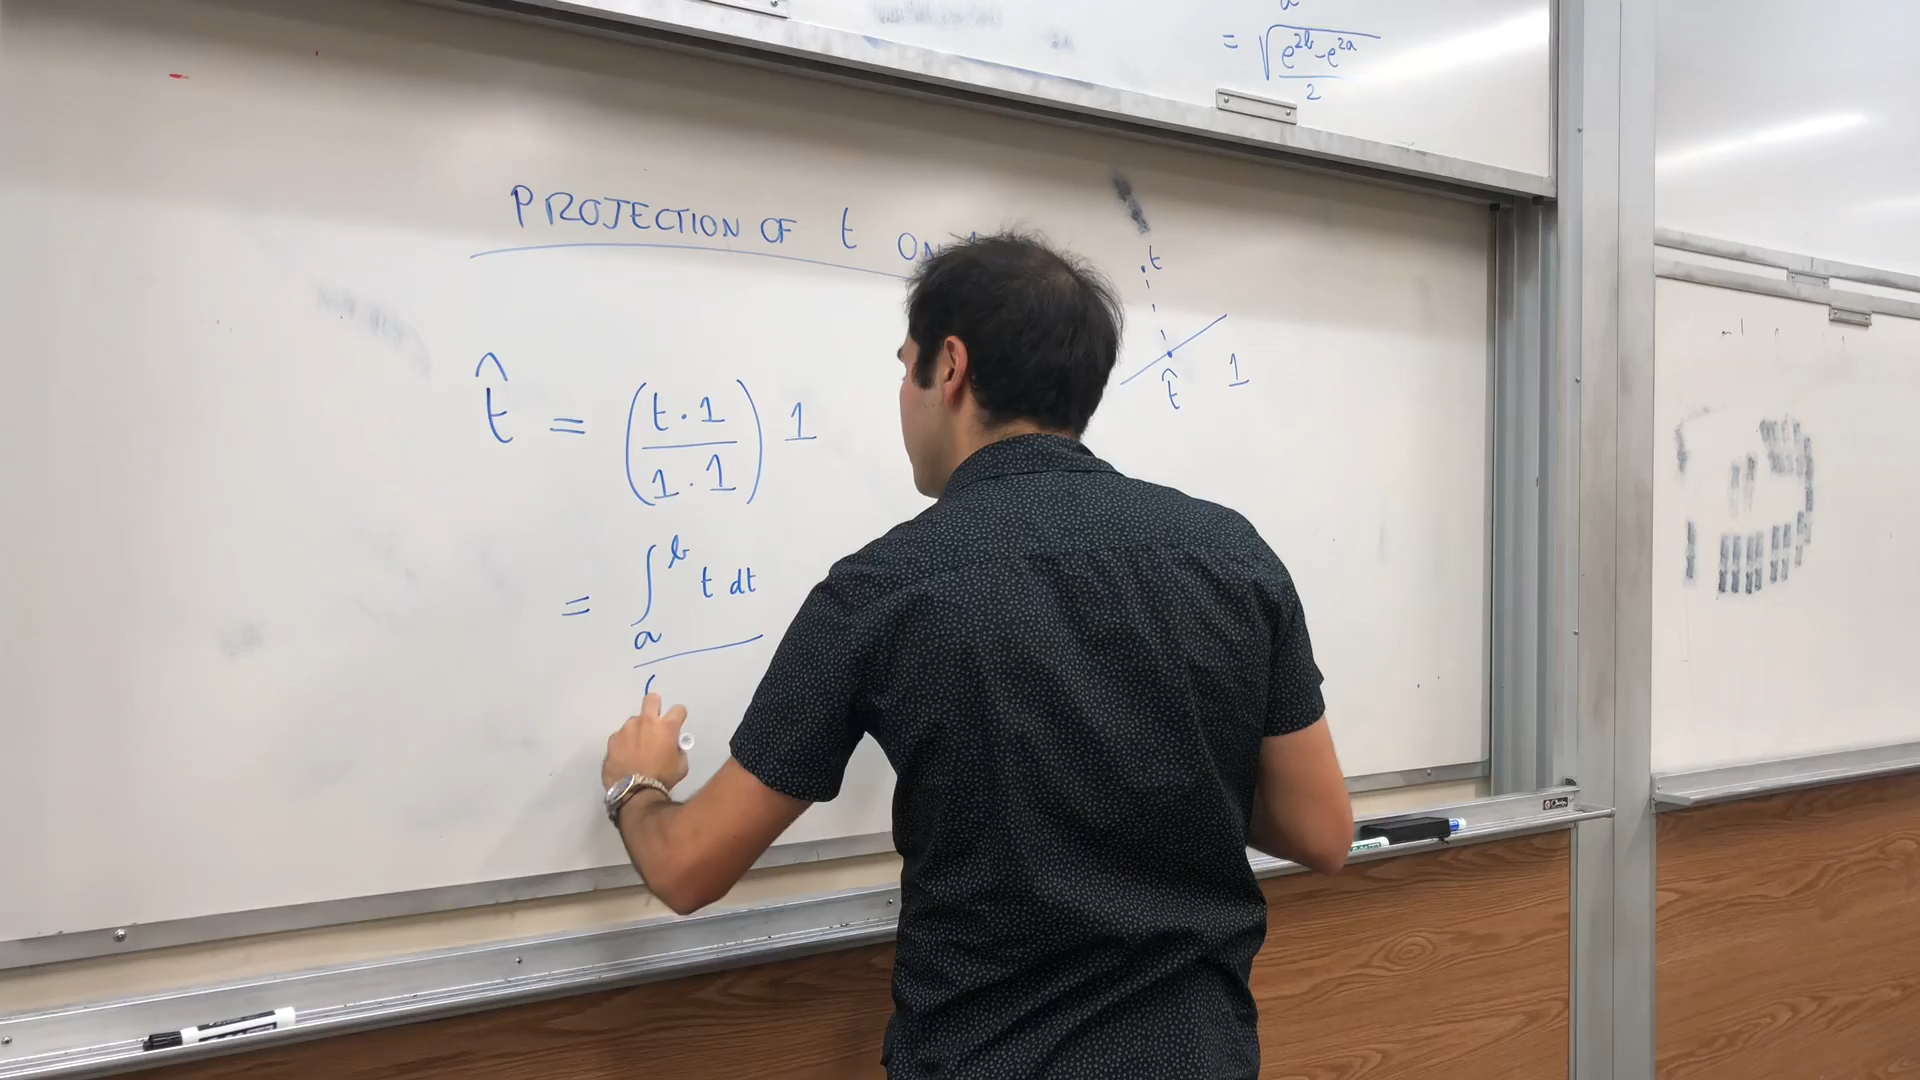 a
= √(e^{2b} - e^{2a} / 2)
PROJECTION OF t ON
t
t̂ 1
t̂ = (t · 1 / 1 · 1) 1
= ∫_a^b t dt